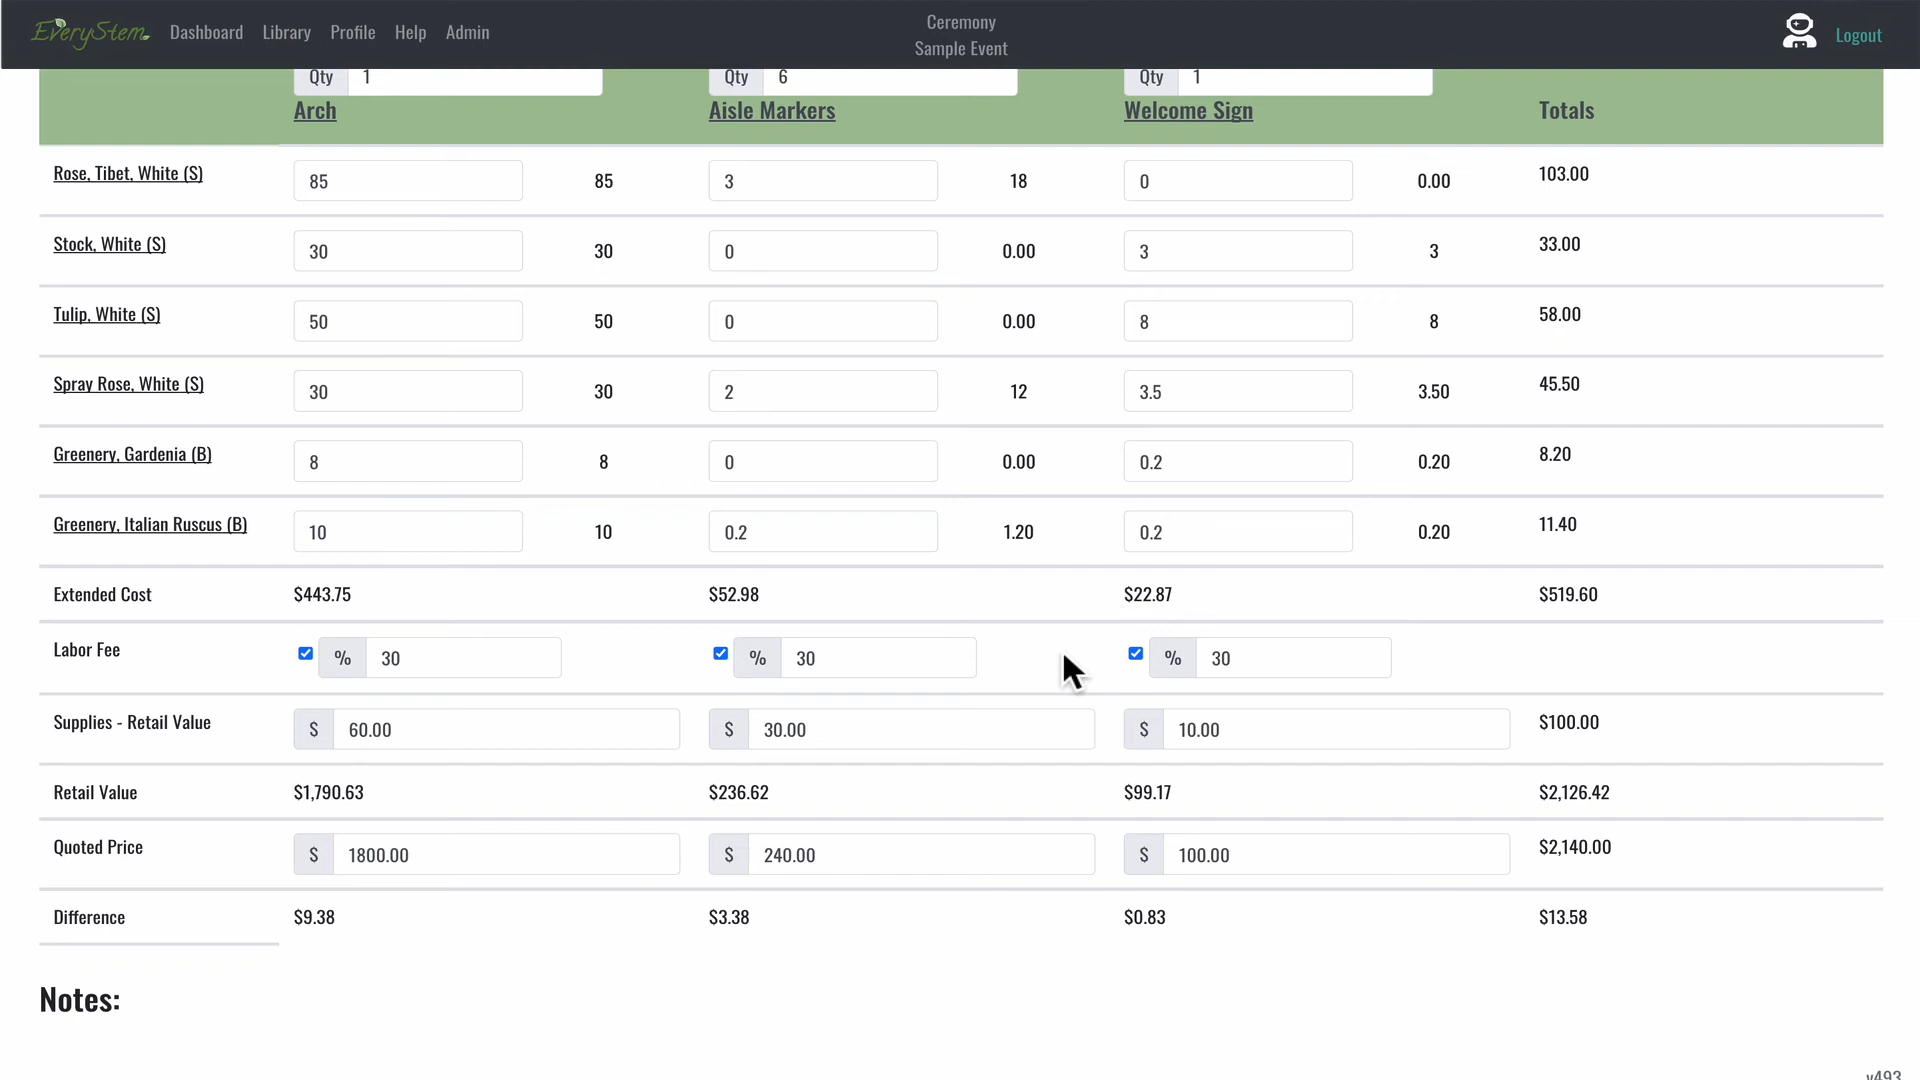 EveryStem Dashboard Library Profile Help Admin
Ceremony
Sample Event
Logout
Qty 1 Qty 6 Qty 1
Arch Aisle Markers Welcome Sign Totals
Rose, Tibet, White (S) 85 85 3 18 0 0.00 103.00
Stock, White (S) 30 30 0 0.00 3 3 33.00
Tulip, White (S) 50 50 0 0.00 8 8 58.00
Spray Rose, White (S) 30 30 2 12 3.5 3.50 45.50
Greenery, Gardenia (B) 8 8 0 0.00 0.2 0.20 8.20
Greenery, Italian Ruscus (B) 10 10 0.2 1.20 0.2 0.20 11.40
Extended Cost $443.75 $52.98 $22.87 $519.60
Labor Fee % 30 % 30 % 30
Supplies - Retail Value $ 60.00 $ 30.00 $ 10.00 $100.00
Retail Value $1,790.63 $236.62 $99.17 $2,126.42
Quoted Price $ 1800.00 $ 240.00 $ 100.00 $2,140.00
Difference $9.38 $3.38 $0.83 $13.58
Notes:
v493